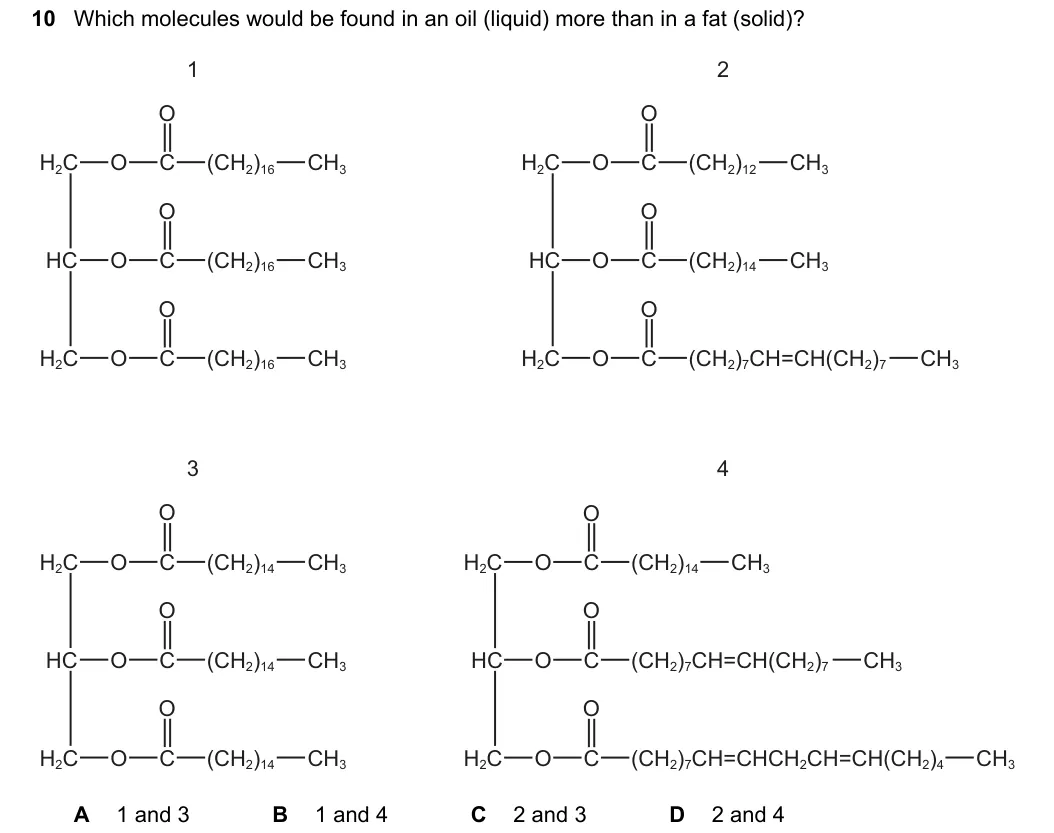 10 Which molecules would be found in an oil (liquid) more than in a fat (solid)?
1
O
H₂C—O—C—(CH₂)₁₆—CH₃
O
HC—O—C—(CH₂)₁₆—CH₃
O
H₂C—O—C—(CH₂)₁₆—CH₃
2
O
H₂C—O—C—(CH₂)₁₂—CH₃
O
HC—O—C—(CH₂)₁₄—CH₃
O
H₂C—O—C—(CH₂)₇CH=CH(CH₂)₇—CH₃
3
O
H₂C—O—C—(CH₂)₁₄—CH₃
O
HC—O—C—(CH₂)₁₄—CH₃
O
H₂C—O—C—(CH₂)₁₄—CH₃
4
O
H₂C—O—C—(CH₂)₁₄—CH₃
O
HC—O—C—(CH₂)₇CH=CH(CH₂)₇—CH₃
O
H₂C—O—C—(CH₂)₇CH=CHCH₂CH=CH(CH₂)₄—CH₃
A 1 and 3 B 1 and 4 C 2 and 3 D 2 and 4